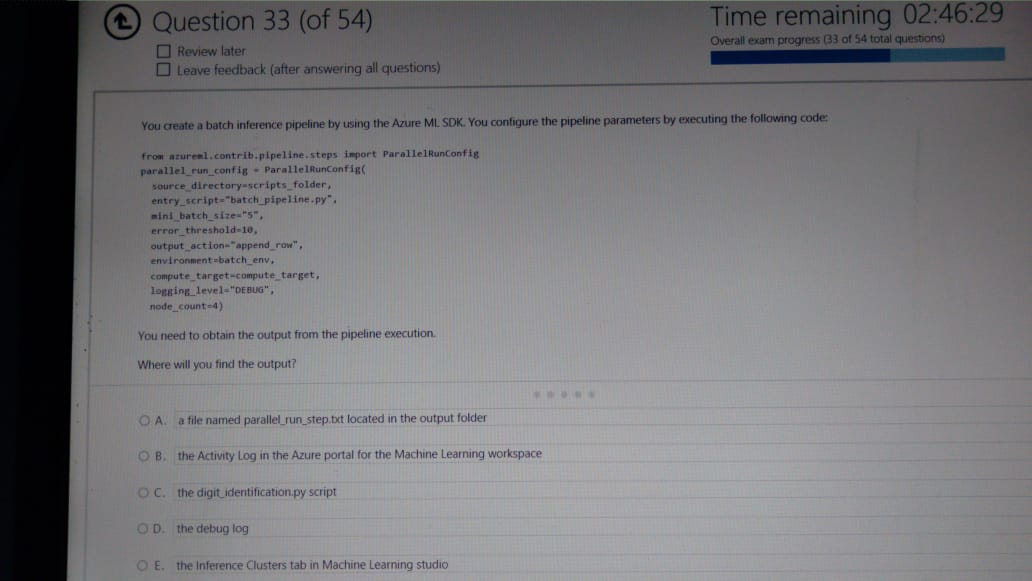 Question 33 (of 54)
Time remaining 02:46:29
Review later
Overall exam progress (33 of 54 total questions)
Leave feedback (after answering all questions)
You create a batch inference pipeline by using the Azure ML SDK. You configure the pipeline parameters by executing the following code:
from azureml.contrib.pipeline.steps import ParallelRunConfig
parallel_run_config = ParallelRunConfig(
source_directory=scripts_folder,
entry_script="batch_pipeline.py",
mini_batch_size="5",
error_threshold=10,
output_action="append_row",
environment=batch_env,
compute_target=compute_target,
logging_level="DEBUG",
node_count=4)
You need to obtain the output from the pipeline execution.
Where will you find the output?
A. a file named parallel_run_step.txt located in the output folder
B. the Activity Log in the Azure portal for the Machine Learning workspace
C. the digit_identification.py script
D. the debug log
E. the Inference Clusters tab in Machine Learning studio